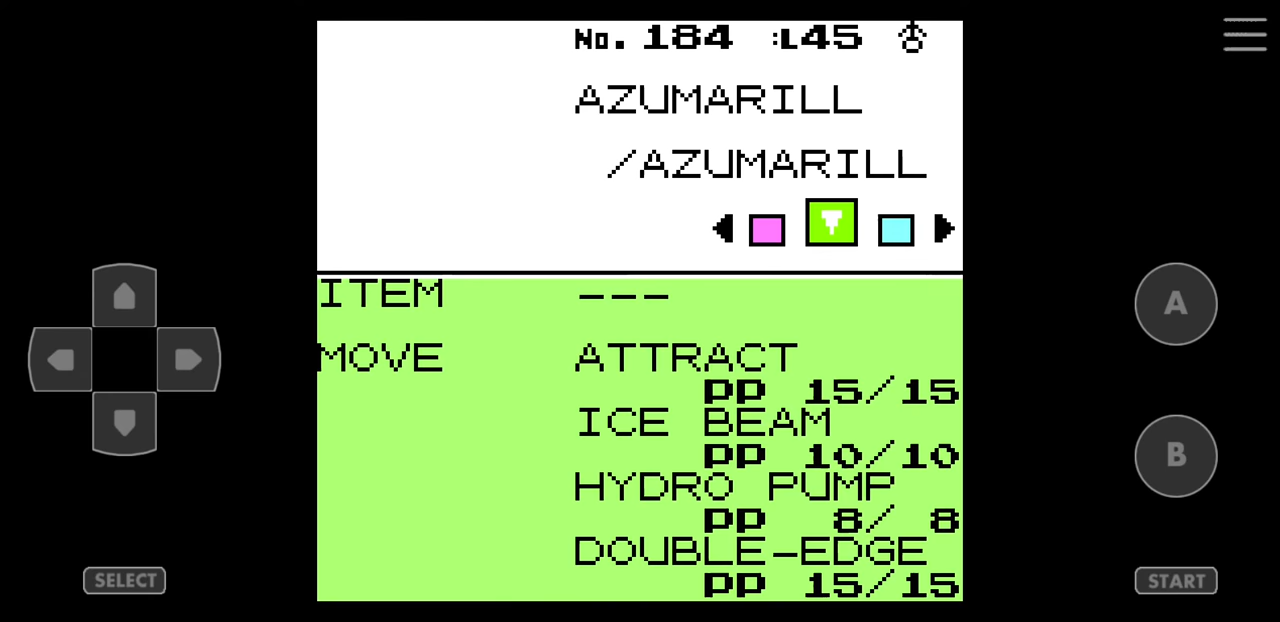 No. 184 :L45 ♂
AZUMARILL
/AZUMARILL
ITEM ---
MOVE ATTRACT
PP 15/15
ICE BEAM
PP 10/10
HYDRO PUMP
PP 8/ 8
DOUBLE-EDGE
PP 15/15
A
B
SELECT
START